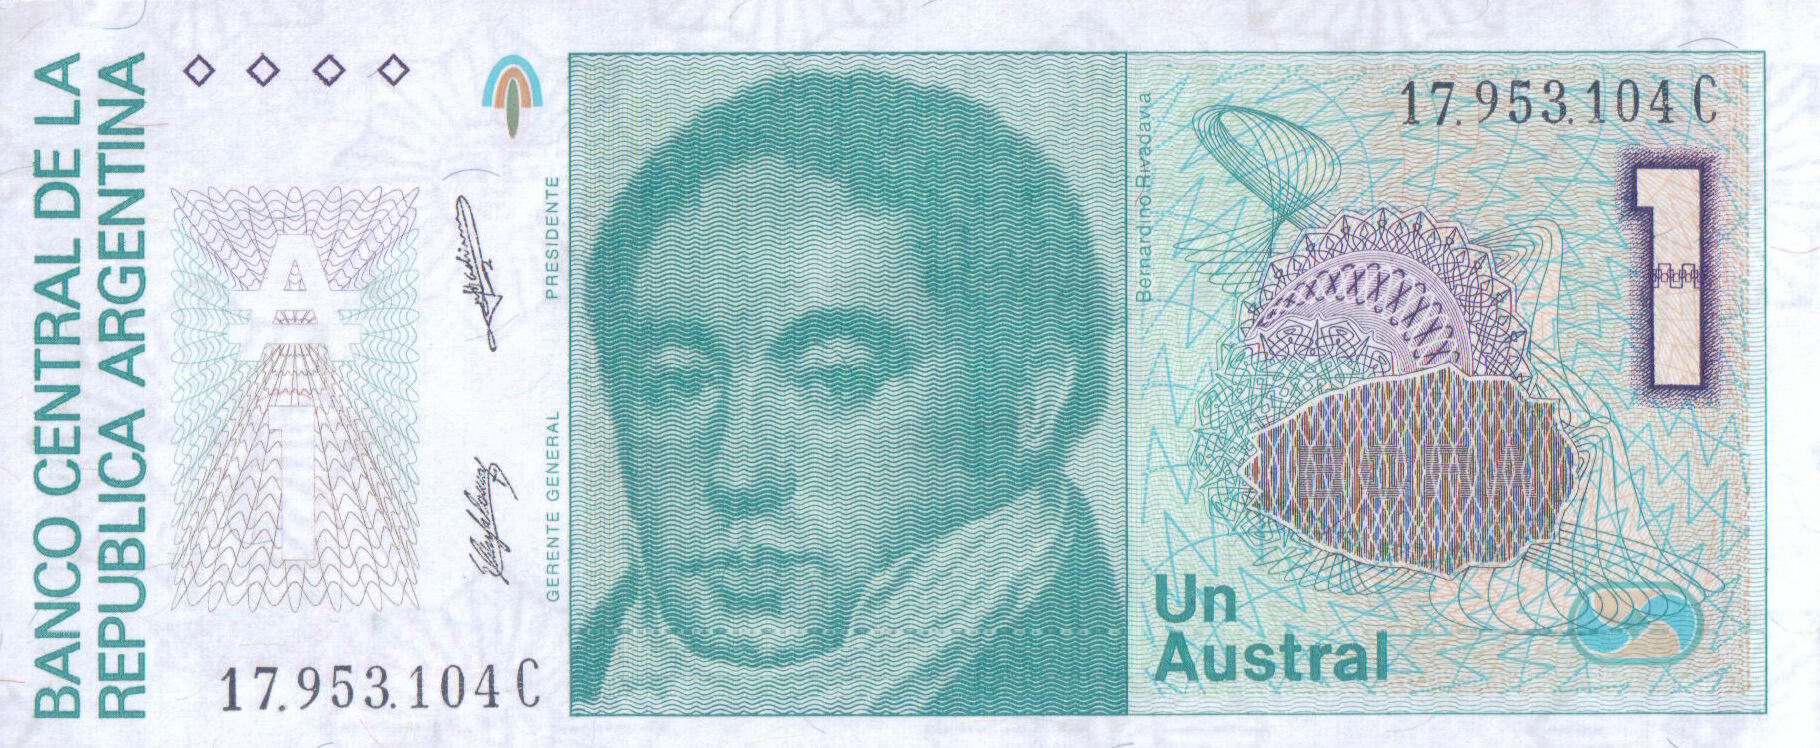 BANCO CENTRAL DE LA
REPUBLICA ARGENTINA
PRESIDENTE
GERENTE GENERAL
17.953.104 C
Bernardino Rivadavia
17.953.104 C
1
Un
Austral
A
1